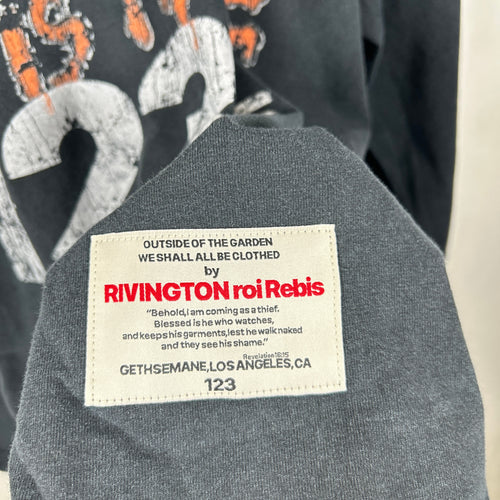 OUTSIDE OF THE GARDEN
WE SHALL ALL BE CLOTHED
by
RIVINGTON roi Rebis
"Behold, I am coming as a thief.
Blessed is he who watches,
and keeps his garments, lest he walk naked
and they see his shame."
Revelation 16:15
GETHSEMANE, LOS ANGELES, CA
123